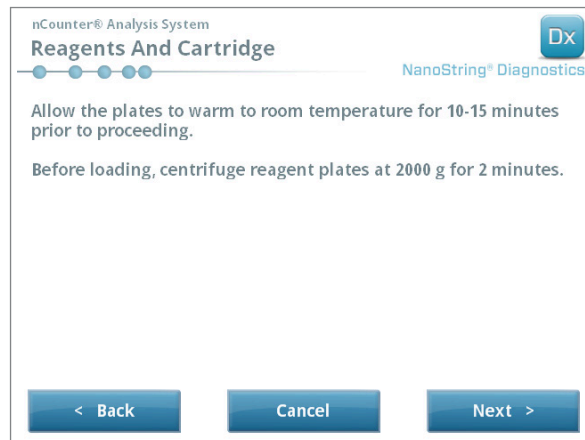 nCounter® Analysis System
Reagents And Cartridge
Dx
NanoString® Diagnostics
Allow the plates to warm to room temperature for 10-15 minutes
prior to proceeding.
Before loading, centrifuge reagent plates at 2000 g for 2 minutes.
< Back
Cancel
Next >